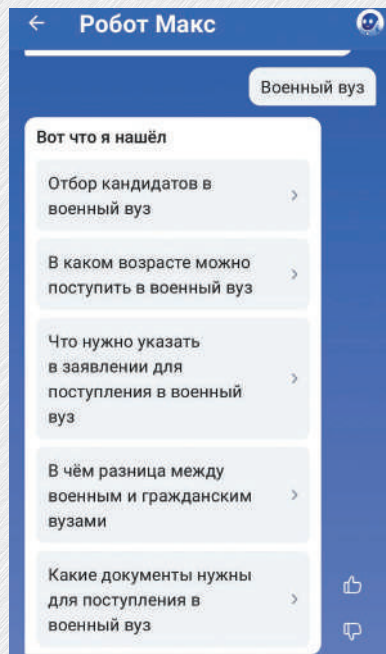 Робот Макс
Военный вуз
Вот что я нашёл
Отбор кандидатов в
военный вуз
В каком возрасте можно
поступить в военный вуз
Что нужно указать
в заявлении для
поступления в военный
вуз
В чём разница между
военным и гражданским
вузами
Какие документы нужны
для поступления в
военный вуз